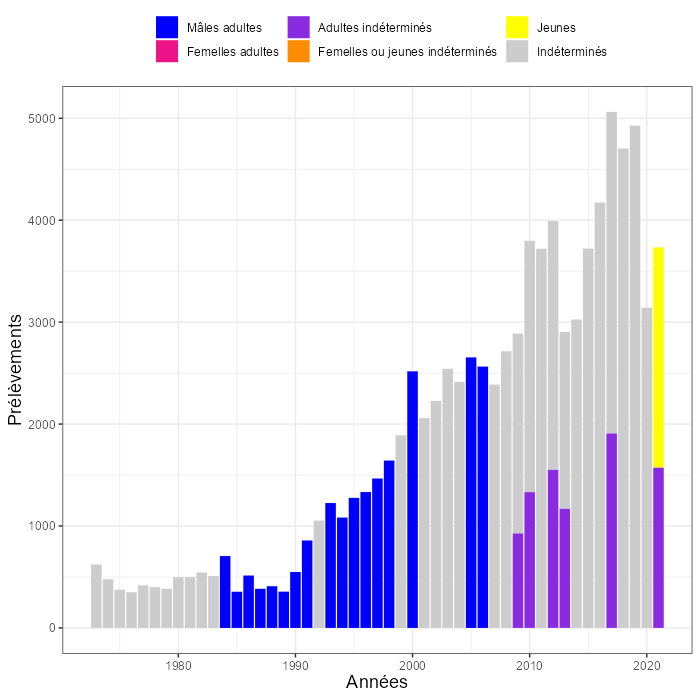 Mâles adultes Adultes indéterminés Jeunes
Femelles adultes Femelles ou jeunes indéterminés Indéterminés
5000
4000
3000
2000
1000
0
Prélèvements
1980 1990 2000 2010 2020
Années